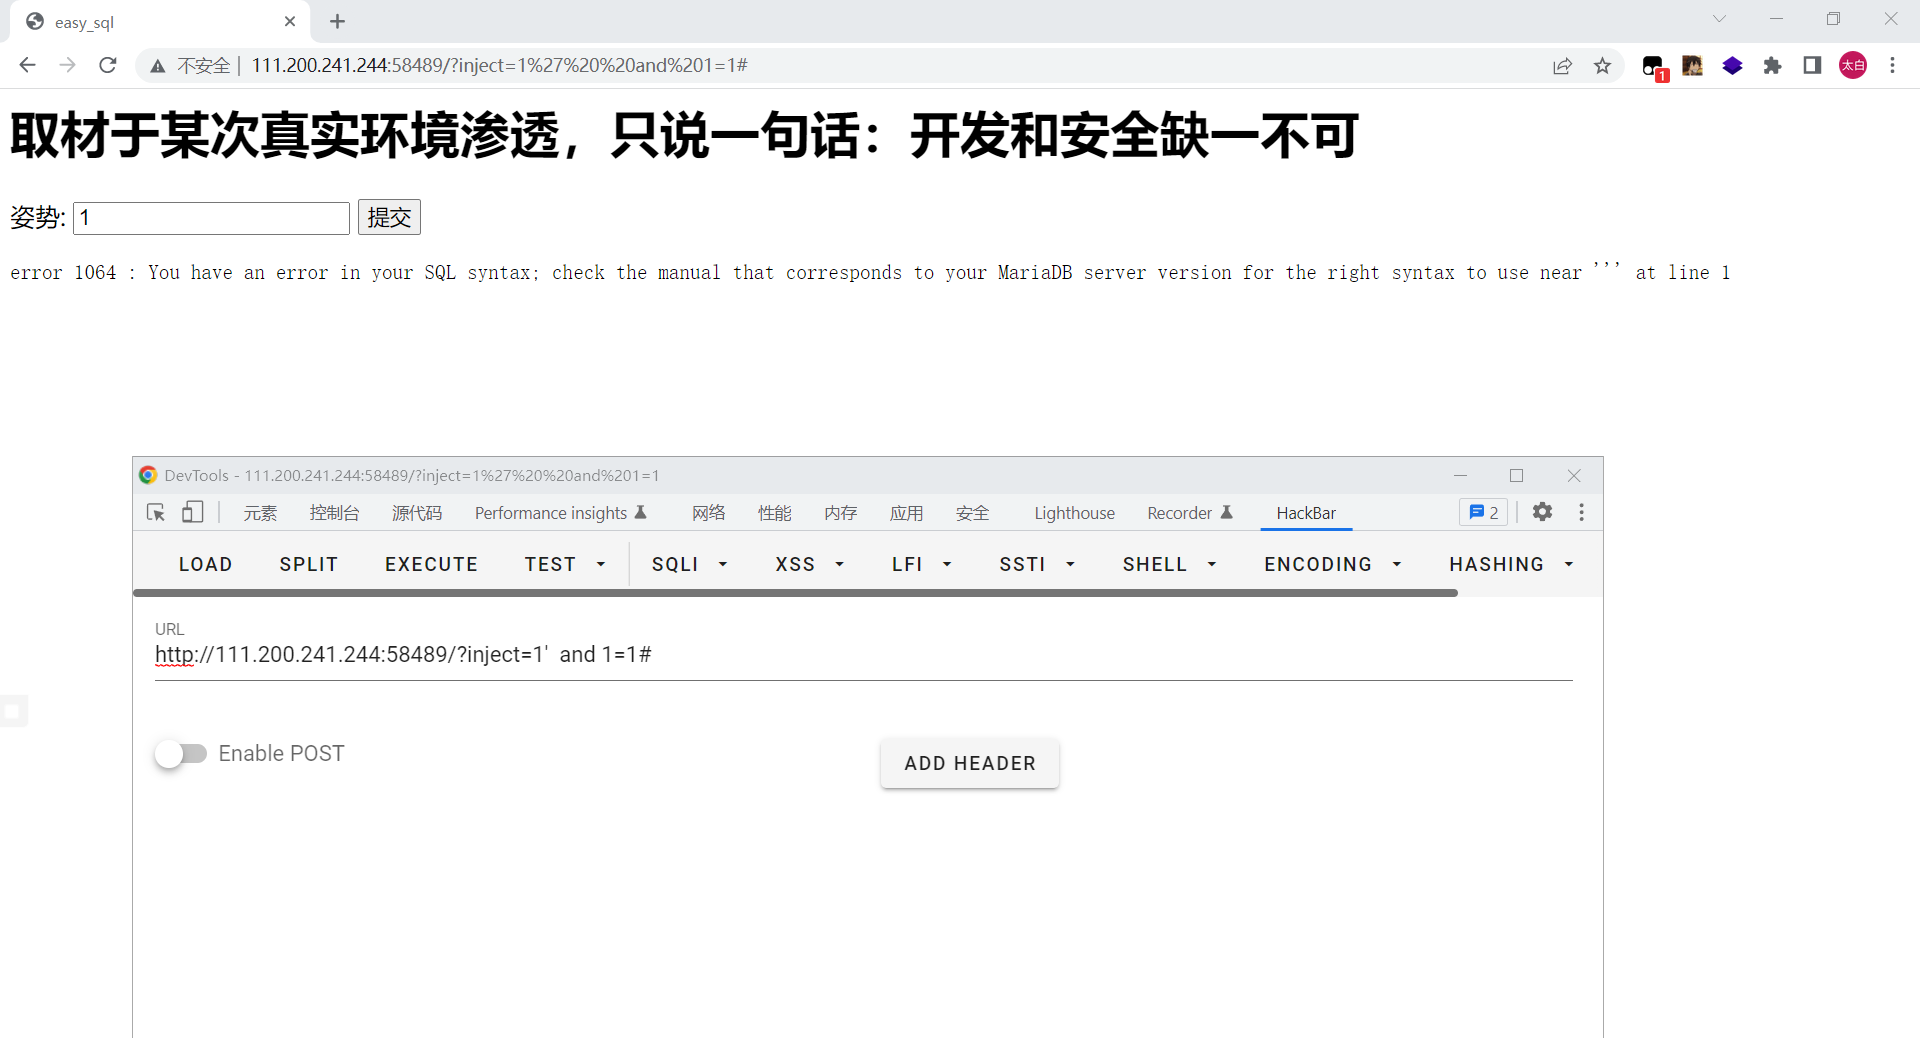 easy_sql
不安全 | 111.200.241.244:58489/?inject=1%27%20%20and%201=1#
1
太白
取材于某次真实环境渗透，只说一句话：开发和安全缺一不可
姿势: 1 提交
error 1064 : You have an error in your SQL syntax; check the manual that corresponds to your MariaDB server version for the right syntax to use near ''' at line 1
DevTools - 111.200.241.244:58489/?inject=1%27%20%20and%201=1
元素 控制台 源代码 Performance insights 网络 性能 内存 应用 安全 Lighthouse Recorder HackBar 2
LOAD SPLIT EXECUTE TEST SQLI XSS LFI SSTI SHELL ENCODING HASHING
URL
http://111.200.241.244:58489/?inject=1'  and 1=1#
Enable POST
ADD HEADER